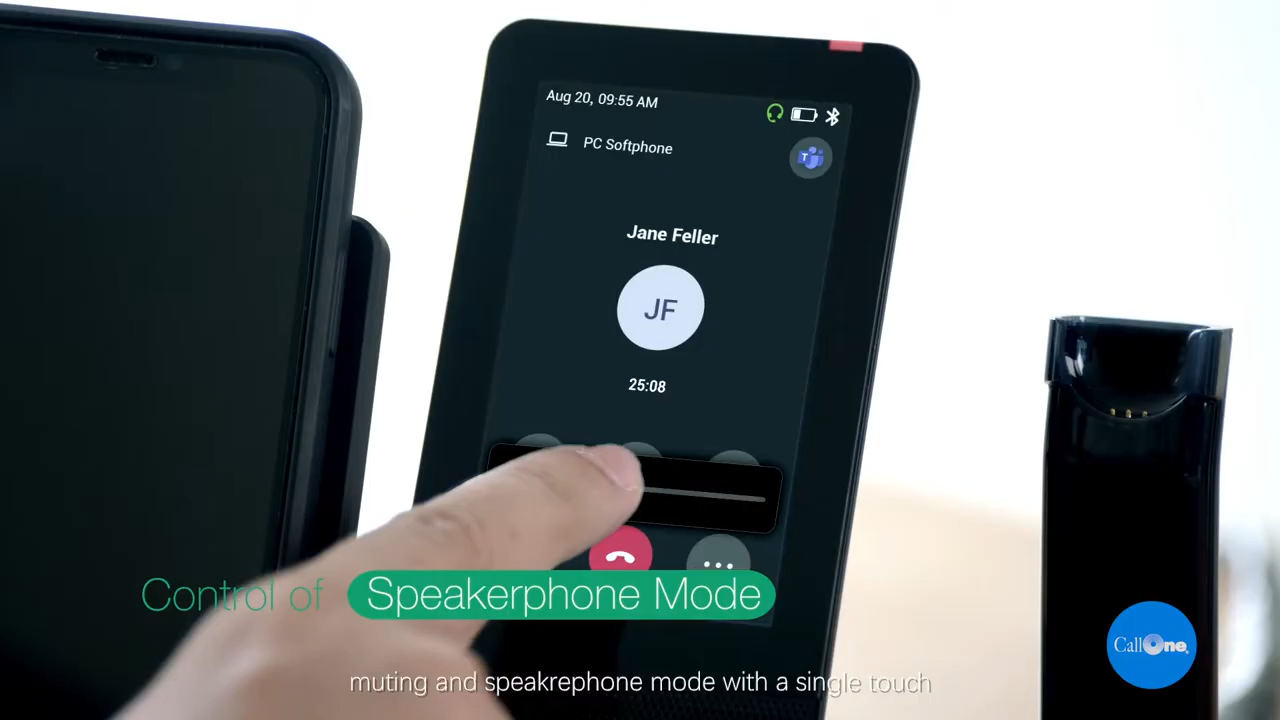 Aug 20, 09:55 AM
PC Softphone
T
Jane Feller
JF
25:08
Control of Speakerphone Mode
CallOne
muting and speakrephone mode with a single touch